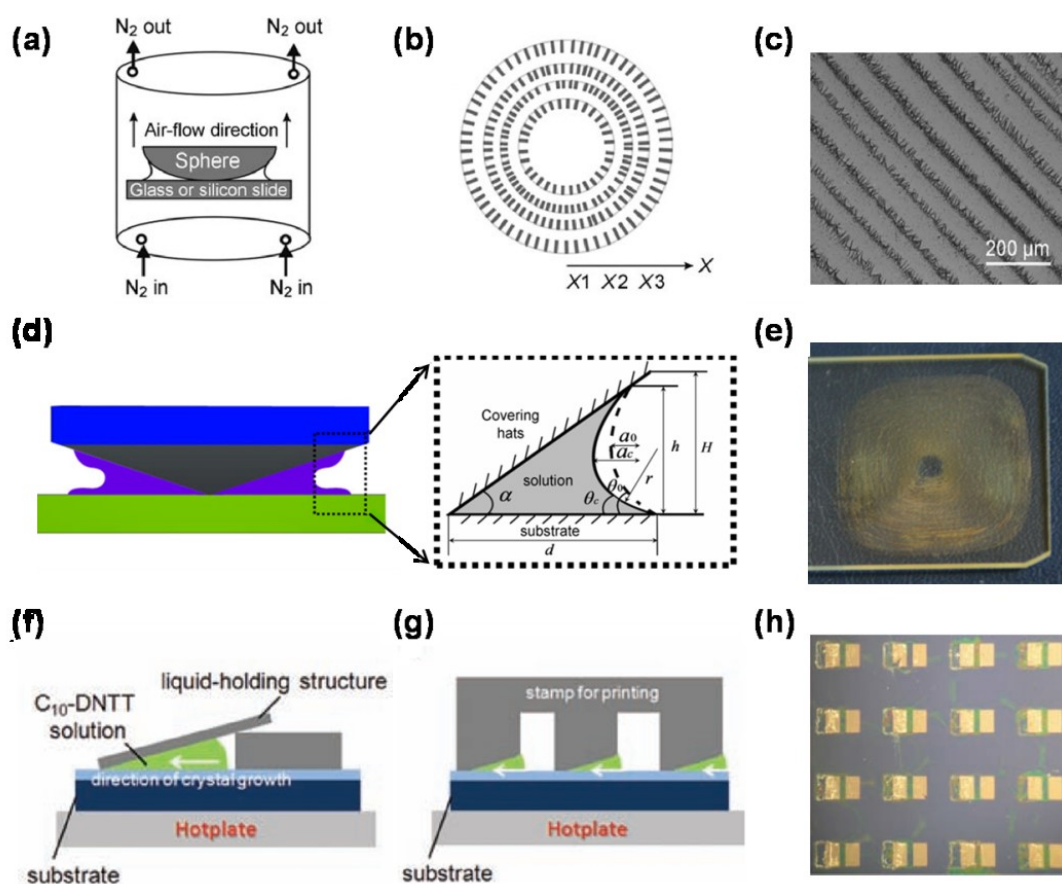 (a)
N2 out
N2 out
Air-flow direction
Sphere
Glass or silicon slide
N2 in
N2 in
(b)
X
X1 X2 X3
(c)
200 μm
(d)
Covering
hats
solution
α
substrate
d
a0
ac
θ0
θc
r
h
H
(e)
(f)
liquid-holding structure
C10-DNTT
solution
direction of crystal growth
Hotplate
substrate
(g)
stamp for printing
Hotplate
substrate
(h)